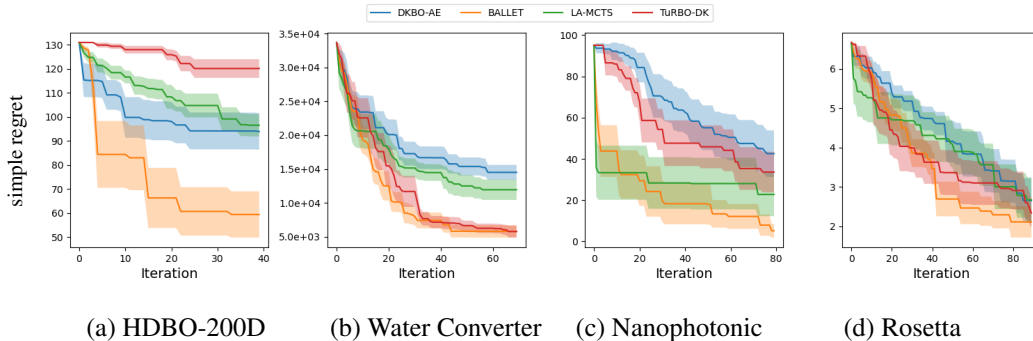 DKBO-AE BALLET LA-MCTS TuRBO-DK
simple regret
130
120
110
100
90
80
70
60
50
0 10 20 30 40
Iteration
3.5e+04
3.0e+04
2.5e+04
2.0e+04
1.5e+04
1.0e+04
5.0e+03
0 20 40 60
Iteration
100
80
60
40
20
0
0 20 40 60 80
Iteration
6
5
4
3
2
0 20 40 60 80
Iteration
(a) HDBO-200D (b) Water Converter (c) Nanophotonic (d) Rosetta